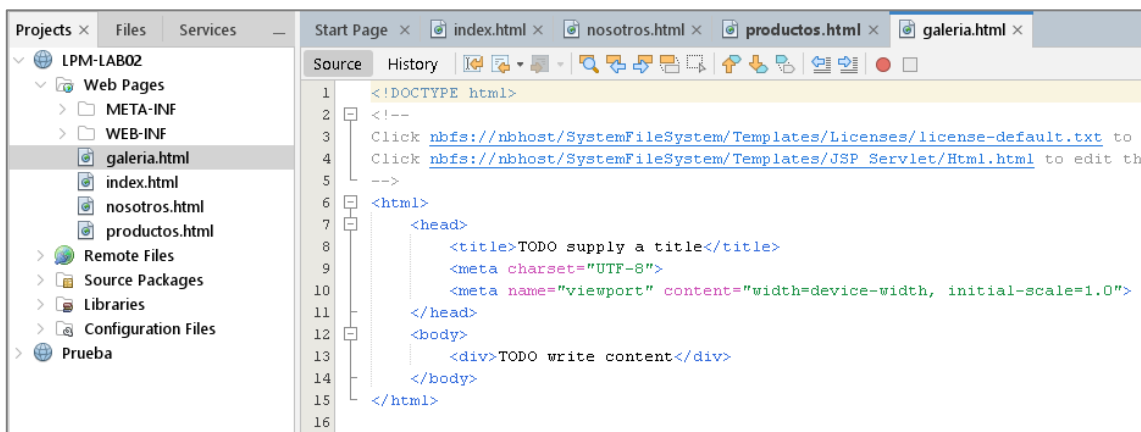 Projects × Files Services
LPM-LAB02
Web Pages
META-INF
WEB-INF
galeria.html
index.html
nosotros.html
productos.html
Remote Files
Source Packages
Libraries
Configuration Files
Prueba
Start Page × index.html × nosotros.html × productos.html × galeria.html ×
Source History
1 <!DOCTYPE html>
2 <!--
3 Click nbfs://nbhost/SystemFileSystem/Templates/Licenses/license-default.txt to
4 Click nbfs://nbhost/SystemFileSystem/Templates/JSP_Servlet/Html.html to edit th
5 -->
6 <html>
7 <head>
8 <title>TODO supply a title</title>
9 <meta charset="UTF-8">
10 <meta name="viewport" content="width=device-width, initial-scale=1.0">
11 </head>
12 <body>
13 <div>TODO write content</div>
14 </body>
15 </html>
16